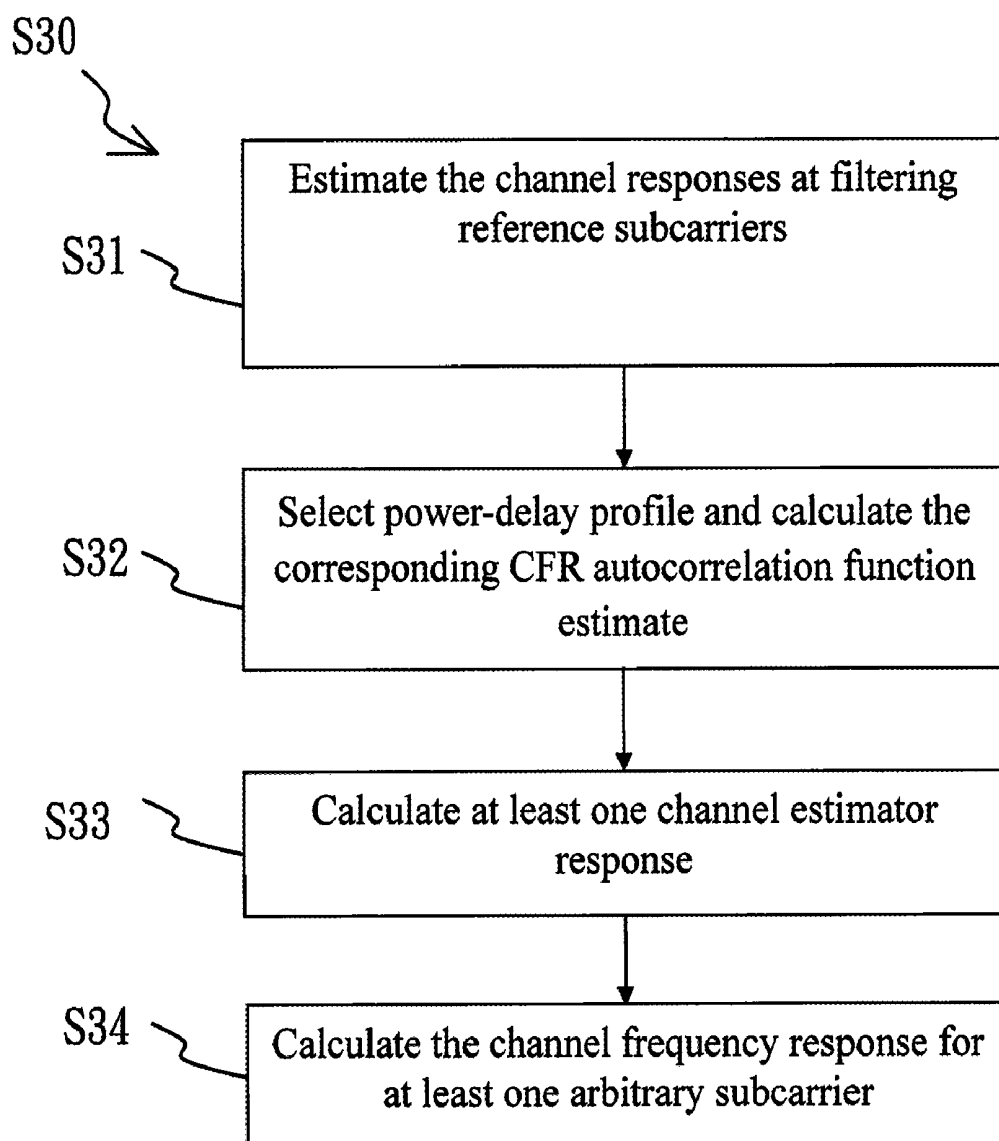 S30
Estimate the channel responses at filtering
reference subcarriers
S31
Select power-delay profile and calculate the
corresponding CFR autocorrelation function
estimate
S32
Calculate at least one channel estimator
response
S33
Calculate the channel frequency response for
at least one arbitrary subcarrier
S34